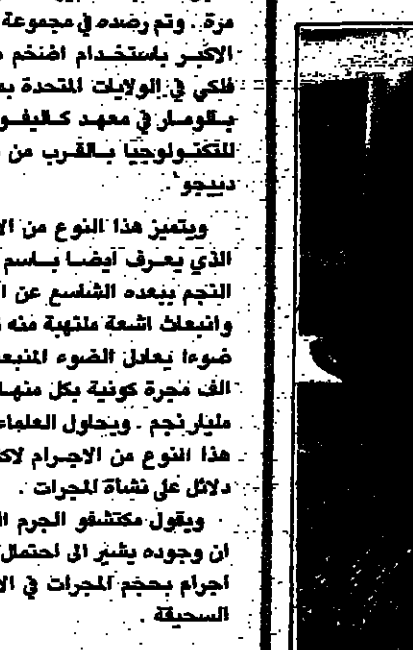 مرة . وتم رصده في مجموعة
الاكبر باستخدام اضخم
فلكي في الولايات المتحدة
بالومار في معهد كاليفو
للتكنولوجيا بالقرب من
دييجو .
ويتميز هذا النوع من الا
الذي يعرف ايضا باسم
النجم ببعده الشاسع عن ا
وانبعاث اشعة ملتهبة منه
ضوءا يعادل الضوء المنبع
الف مجرة كونية بكل منها
مليار نجم . ويحاول العلماء
هذا النوع من الاجرام لاك
دلائل على نشأة المجرات .
ويقول مكتشفو الجرم ال
ان وجوده يشير الى احتمال
اجرام بحجم المجرات في الا
السحيقة .